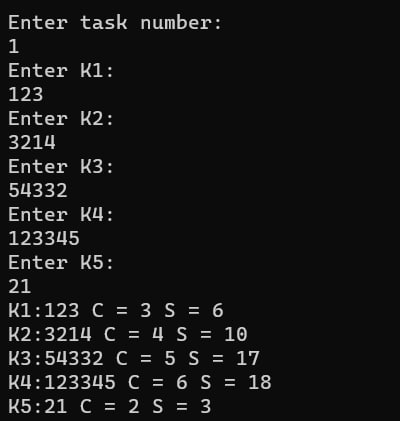 Enter task number:
1
Enter K1:
123
Enter K2:
3214
Enter K3:
54332
Enter K4:
123345
Enter K5:
21
K1:123 C = 3 S = 6
K2:3214 C = 4 S = 10
K3:54332 C = 5 S = 17
K4:123345 C = 6 S = 18
K5:21 C = 2 S = 3